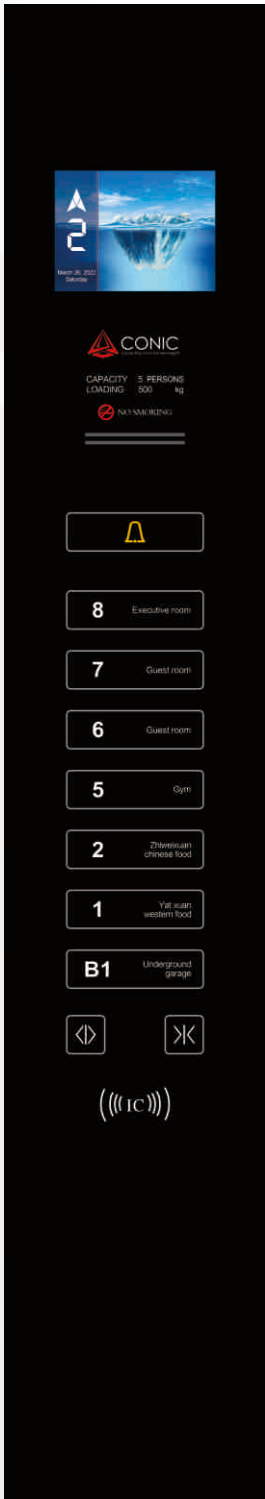 2
March 26, 2022
Saturday
CONIC
CAPACITY 5 PERSONS
LOADING 500 kg
NO SMOKING
8 Executive room
7 Guest room
6 Guest room
5 Gym
2 Zhiweixuan
chinese food
1 Yat xuan
western food
B1 Underground
garage
IC